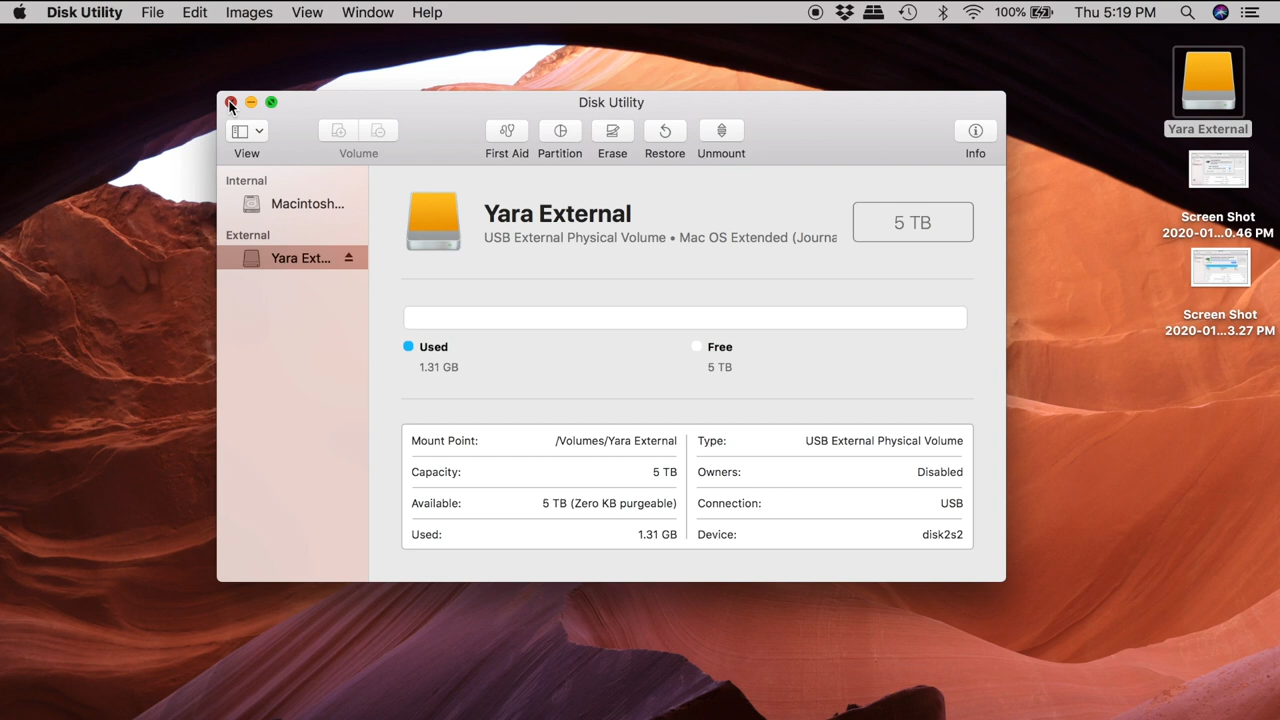 Disk Utility File Edit Images View Window Help 100% Thu 5:19 PM
Disk Utility
View Volume First Aid Partition Erase Restore Unmount Info
Internal
Macintosh...
External
Yara Ext...
Yara External
USB External Physical Volume • Mac OS Extended (Journa
5 TB
Used
1.31 GB
Free
5 TB
Mount Point: /Volumes/Yara External
Capacity: 5 TB
Available: 5 TB (Zero KB purgeable)
Used: 1.31 GB
Type: USB External Physical Volume
Owners: Disabled
Connection: USB
Device: disk2s2
Yara External
Screen Shot
2020-01...0.46 PM
Screen Shot
2020-01...3.27 PM